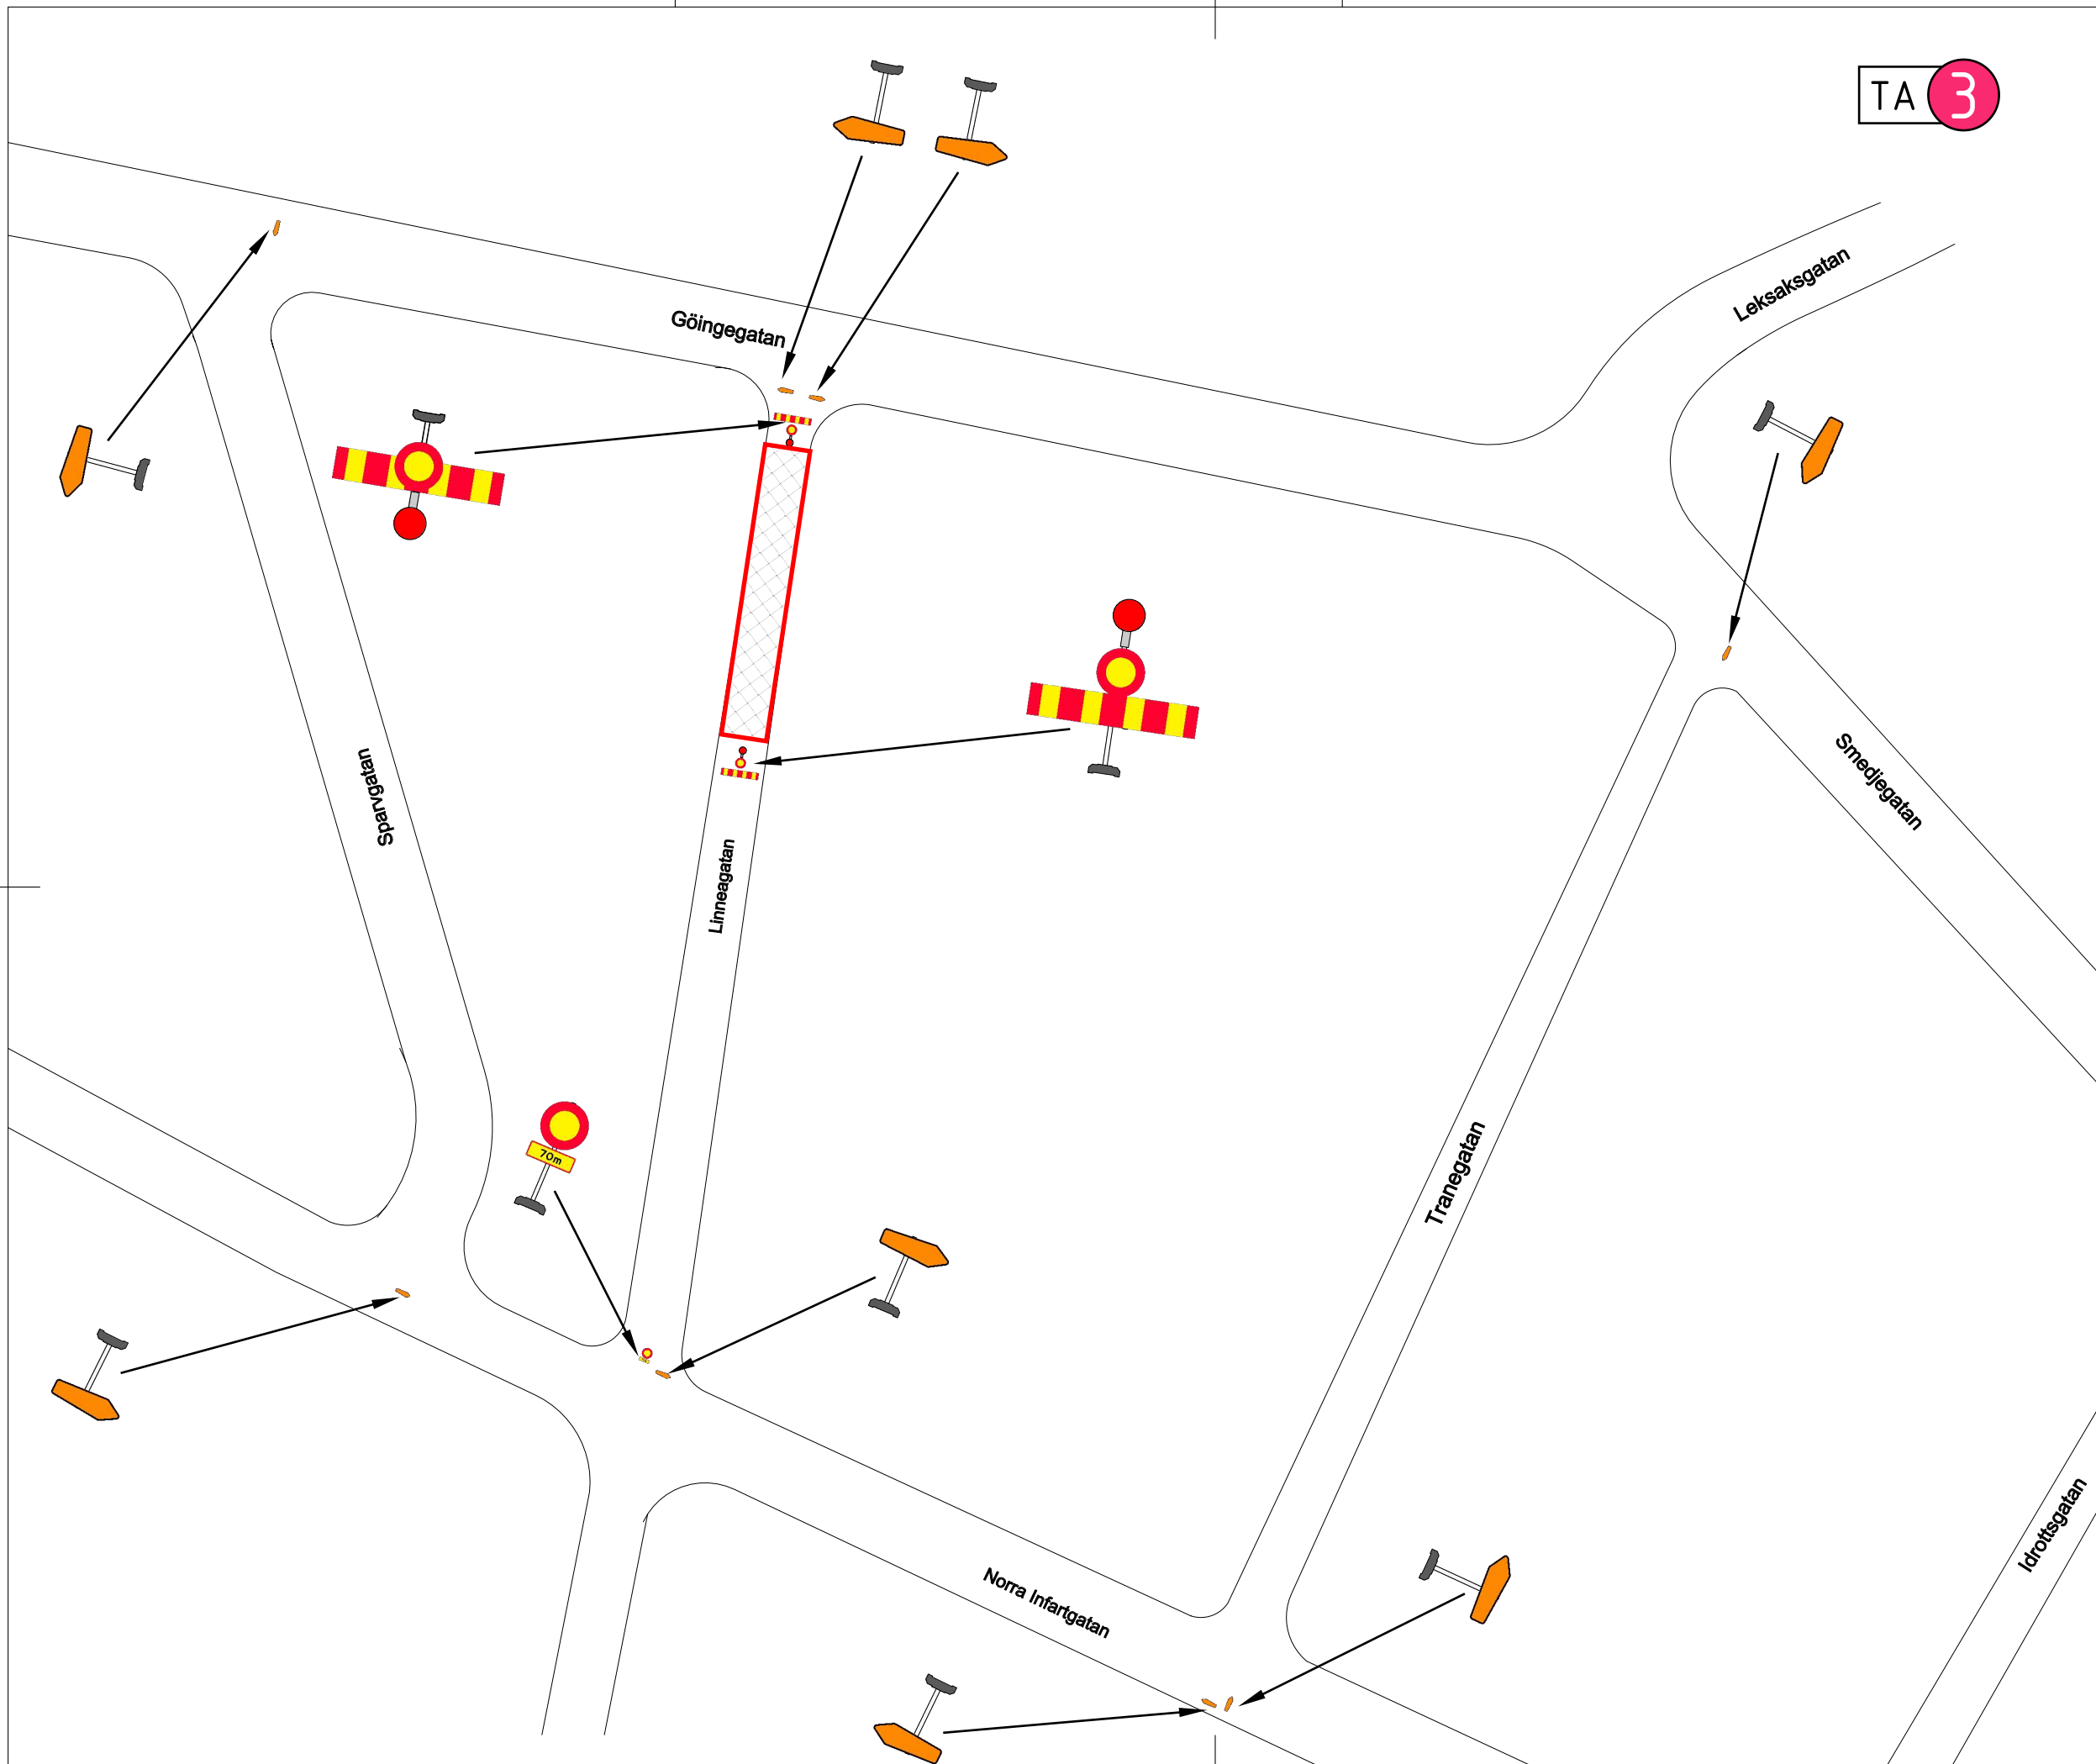 TA 3
Leksaksgatan
Göingegatan
Smedjegatan
Sparvgatan
Linneagatan
70m
Tranegatan
Idrottsgatan
Norra Infartgatan